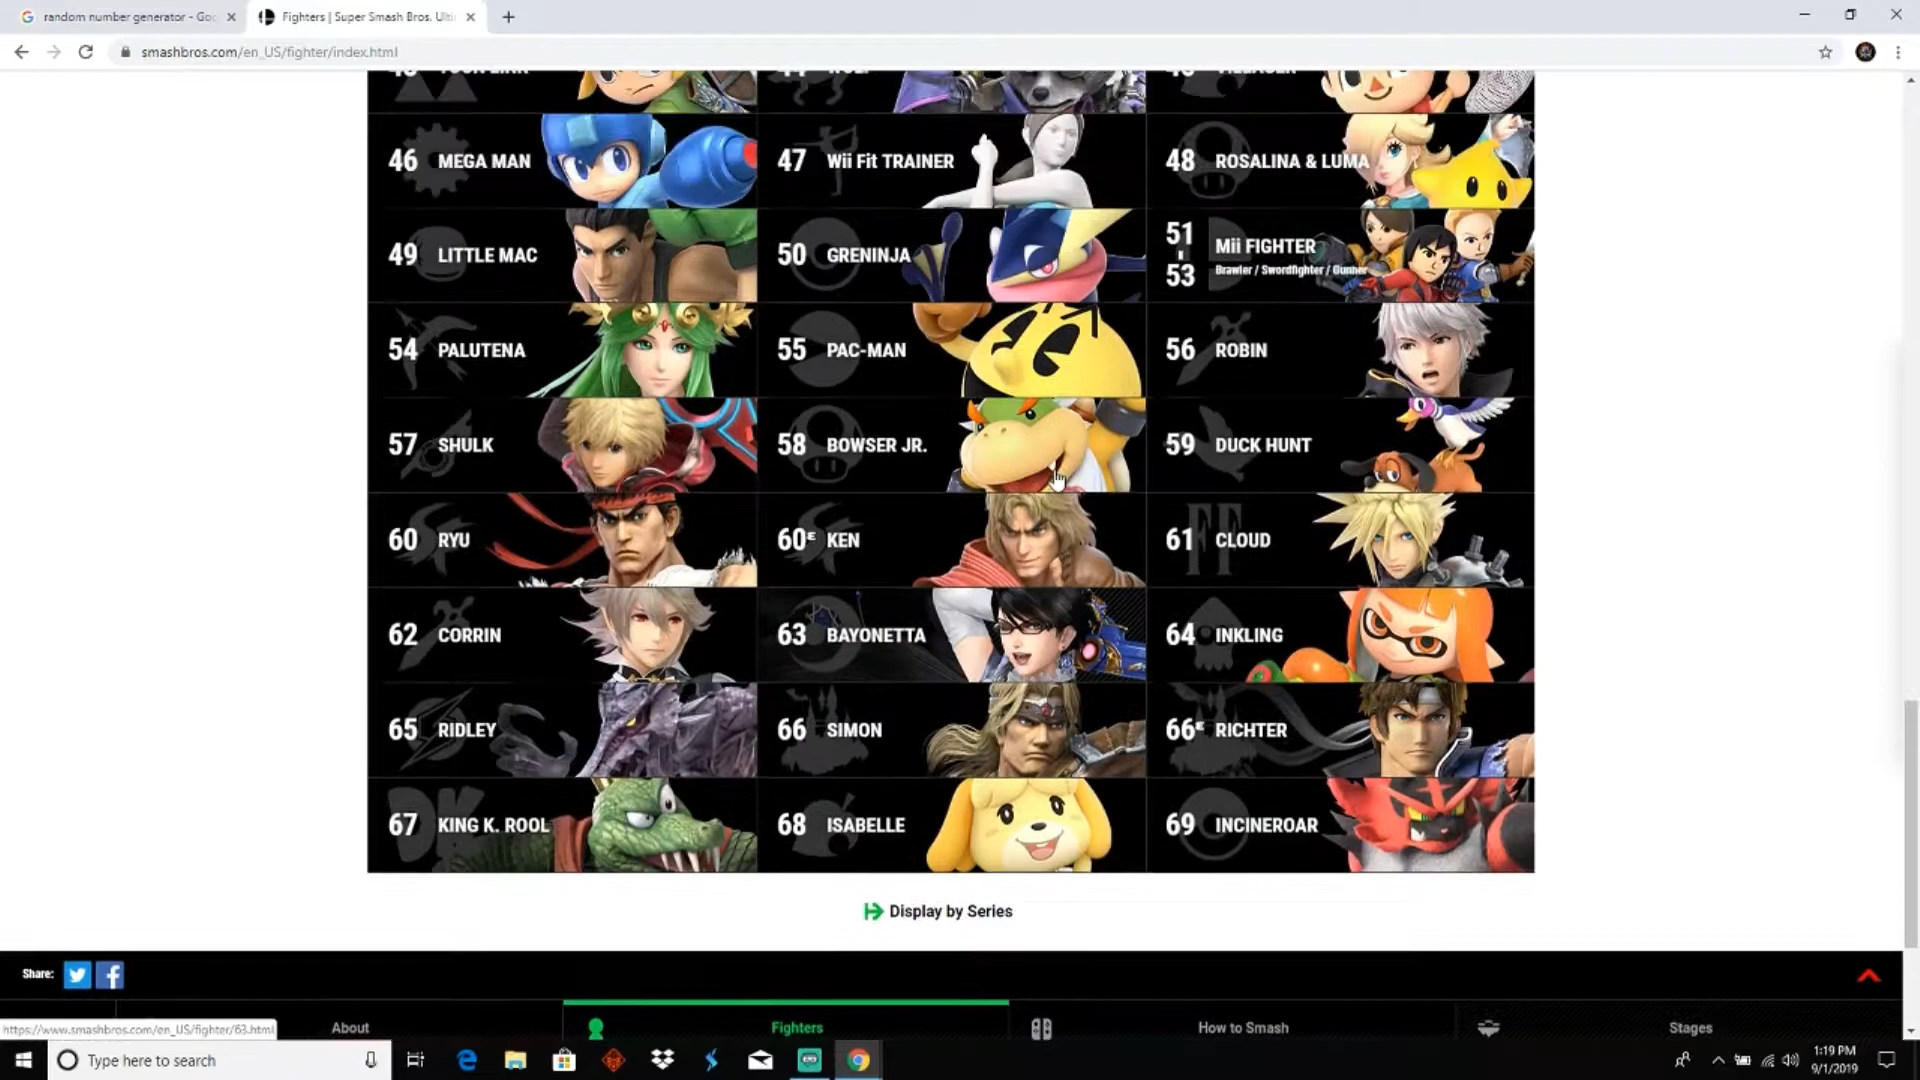 random number generator - Goo
Fighters | Super Smash Bros. Ulti
smashbros.com/en_US/fighter/index.html
46 MEGA MAN
47 Wii Fit TRAINER
48 ROSALINA & LUMA
49 LITTLE MAC
50 GRENINJA
51
-
53
Mii FIGHTER
Brawler / Swordfighter / Gunner
54 PALUTENA
55 PAC-MAN
56 ROBIN
57 SHULK
58 BOWSER JR.
59 DUCK HUNT
60 RYU
60ᴱ KEN
61 CLOUD
62 CORRIN
63 BAYONETTA
64 INKLING
65 RIDLEY
66 SIMON
66ᴱ RICHTER
67 KING K. ROOL
68 ISABELLE
69 INCINEROAR
Display by Series
Share:
https://www.smashbros.com/en_US/fighter/63.html
About
Fighters
How to Smash
Stages
Type here to search
1:19 PM
9/1/2019